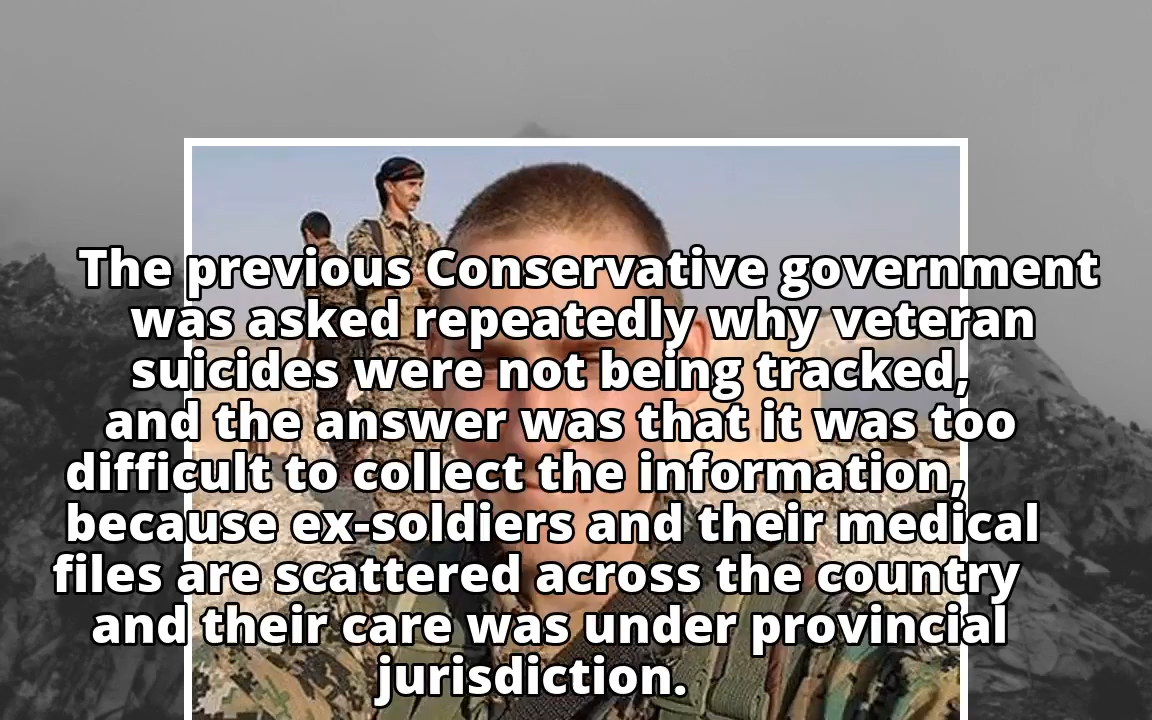 The previous Conservative government
was asked repeatedly why veteran
suicides were not being tracked,
and the answer was that it was too
difficult to collect the information,
because ex-soldiers and their medical
files are scattered across the country
and their care was under provincial
jurisdiction.